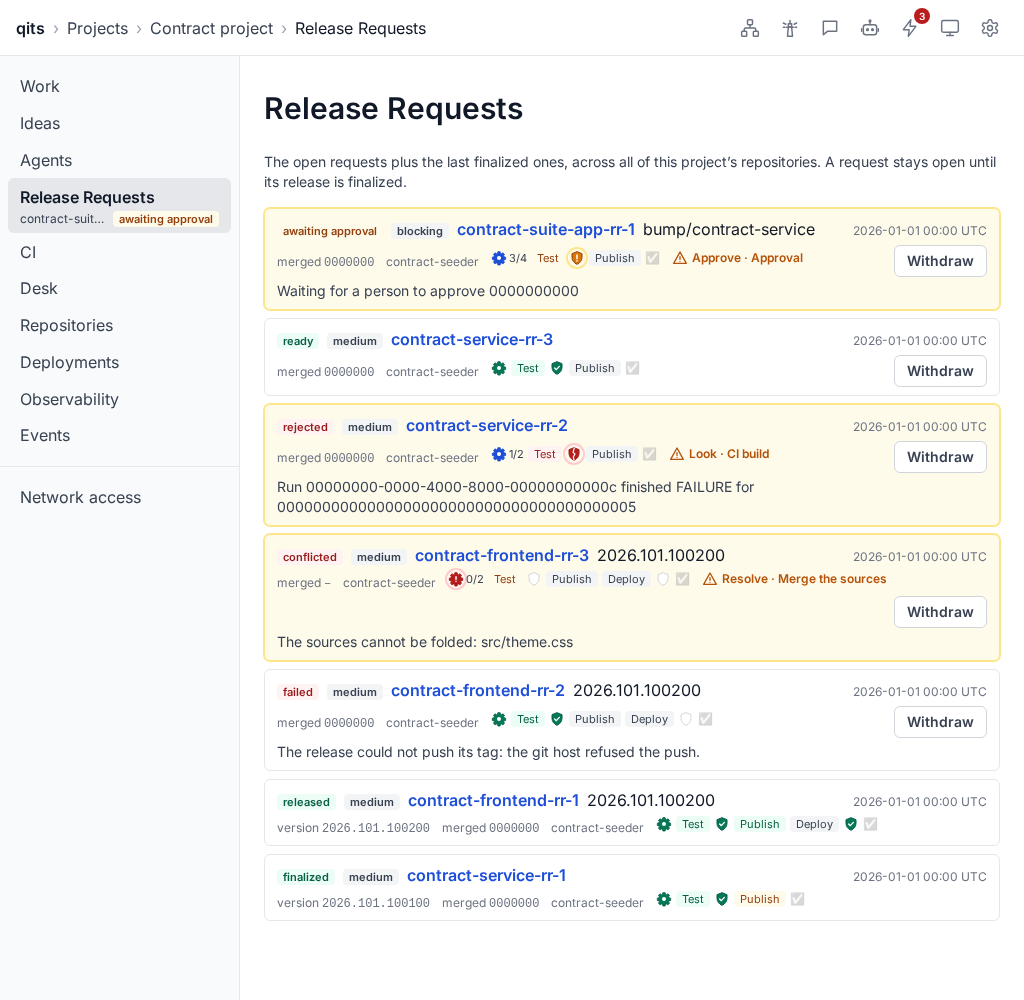 qits › Projects › Contract project › Release Requests
3
Work
Ideas
Agents
Release Requests
contract-suit… awaiting approval
CI
Desk
Repositories
Deployments
Observability
Events
Network access
Release Requests
The open requests plus the last finalized ones, across all of this project’s repositories. A request stays open until
its release is finalized.
awaiting approval blocking contract-suite-app-rr-1 bump/contract-service 2026-01-01 00:00 UTC
merged 0000000 contract-seeder 3/4 Test Publish Approve · Approval Withdraw
Waiting for a person to approve 0000000000
ready medium contract-service-rr-3 2026-01-01 00:00 UTC
merged 0000000 contract-seeder Test Publish Withdraw
rejected medium contract-service-rr-2 2026-01-01 00:00 UTC
merged 0000000 contract-seeder 1/2 Test Publish Look · CI build Withdraw
Run 00000000-0000-4000-8000-00000000000c finished FAILURE for
0000000000000000000000000000000000000005
conflicted medium contract-frontend-rr-3 2026.101.100200 2026-01-01 00:00 UTC
merged – contract-seeder 0/2 Test Publish Deploy Resolve · Merge the sources
Withdraw
The sources cannot be folded: src/theme.css
failed medium contract-frontend-rr-2 2026.101.100200 2026-01-01 00:00 UTC
merged 0000000 contract-seeder Test Publish Deploy Withdraw
The release could not push its tag: the git host refused the push.
released medium contract-frontend-rr-1 2026.101.100200 2026-01-01 00:00 UTC
version 2026.101.100200 merged 0000000 contract-seeder Test Publish Deploy
finalized medium contract-service-rr-1 2026-01-01 00:00 UTC
version 2026.101.100100 merged 0000000 contract-seeder Test Publish